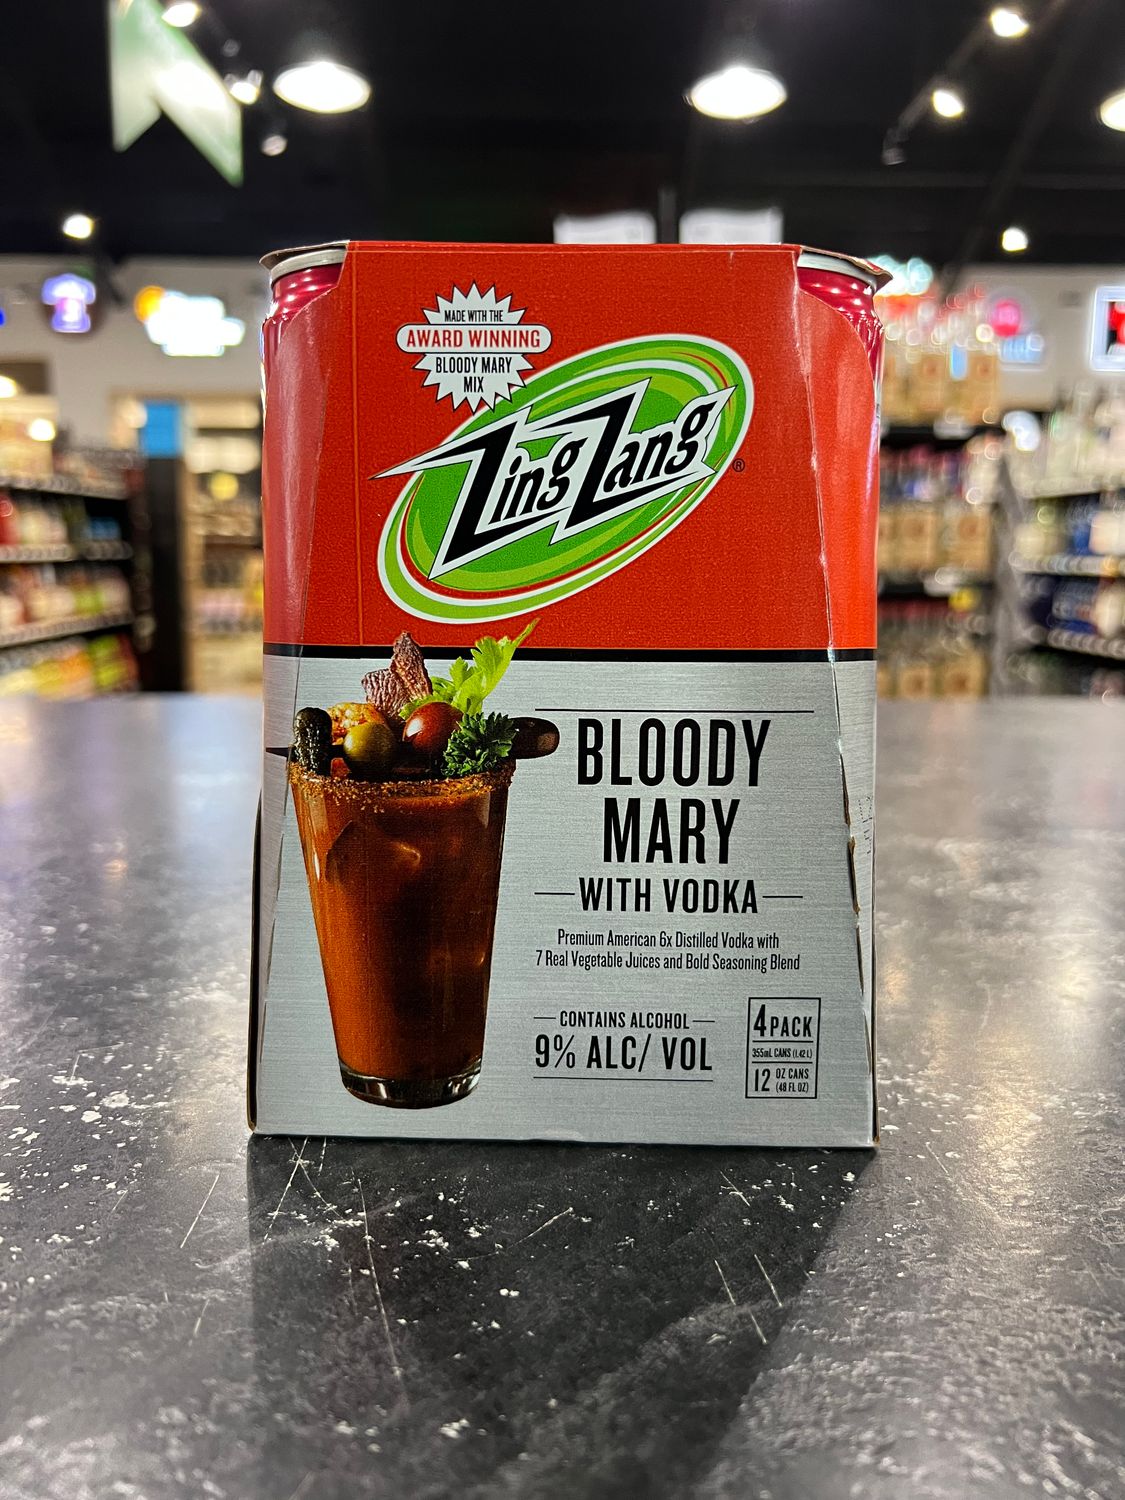 MADE WITH THE
AWARD WINNING
BLOODY MARY
MIX
Zing Zang
®
BLOODY
MARY
WITH VODKA
Premium American 6x Distilled Vodka with
7 Real Vegetable Juices and Bold Seasoning Blend
CONTAINS ALCOHOL
9% ALC/ VOL
4 PACK
355mL CANS (1.42 L)
12 OZ CANS
(48 FL OZ)